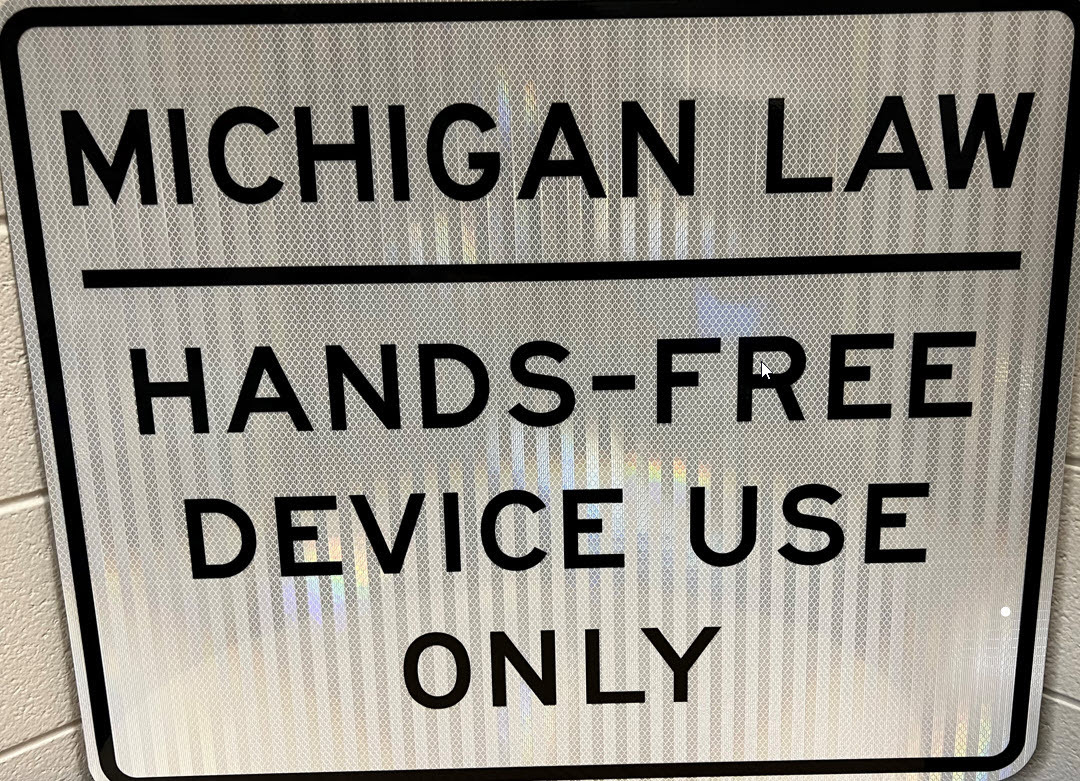 MICHIGAN LAW
HANDS-FREE
DEVICE USE
ONLY